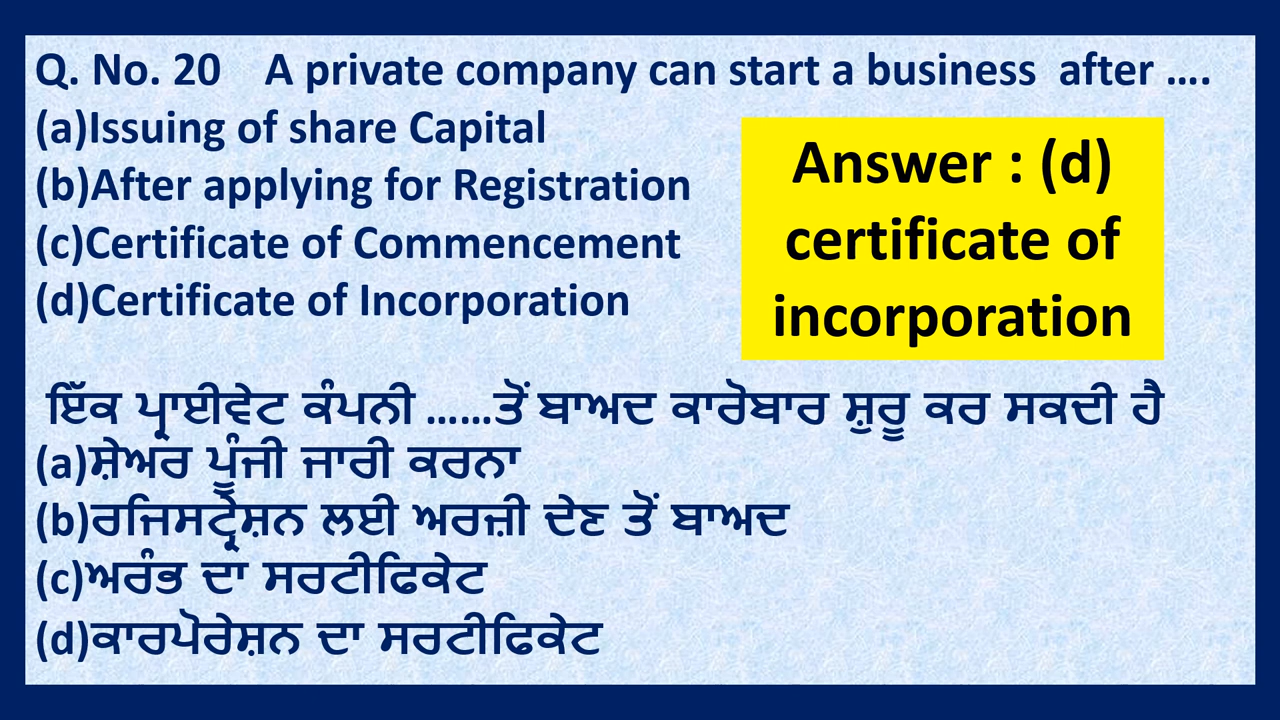 Q. No. 20    A private company can start a business  after ....
(a)Issuing of share Capital
(b)After applying for Registration
(c)Certificate of Commencement
(d)Certificate of Incorporation
Answer : (d)
certificate of
incorporation
ਇੱਕ ਪ੍ਰਾਈਵੇਟ ਕੰਪਨੀ ......ਤੋਂ ਬਾਅਦ ਕਾਰੋਬਾਰ ਸ਼ੁਰੂ ਕਰ ਸਕਦੀ ਹੈ
(a)ਸ਼ੇਅਰ ਪੂੰਜੀ ਜਾਰੀ ਕਰਨਾ
(b)ਰਜਿਸਟ੍ਰੇਸ਼ਨ ਲਈ ਅਰਜ਼ੀ ਦੇਣ ਤੋਂ ਬਾਅਦ
(c)ਅਰੰਭ ਦਾ ਸਰਟੀਫਿਕੇਟ
(d)ਕਾਰਪੋਰੇਸ਼ਨ ਦਾ ਸਰਟੀਫਿਕੇਟ